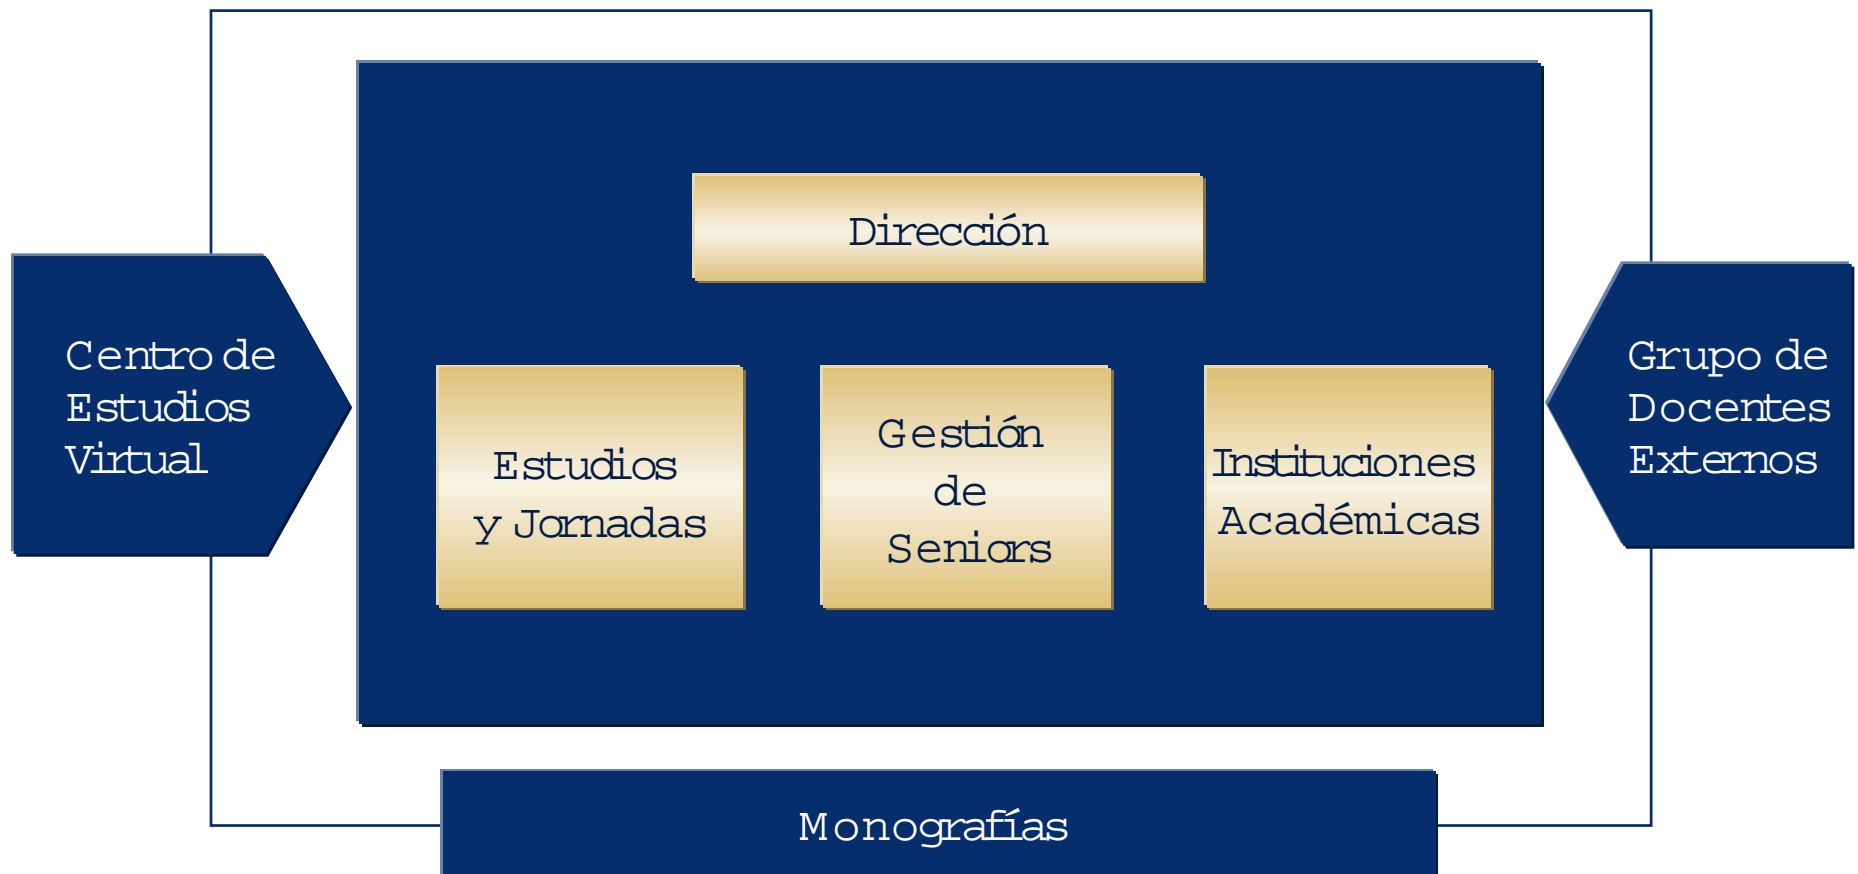 Dirección
Centro de
Estudios
Virtual
Estudios
y Jornadas
Gestión
de
Seniors
Instituciones
Académicas
Grupo de
Docentes
Externos
Monografías